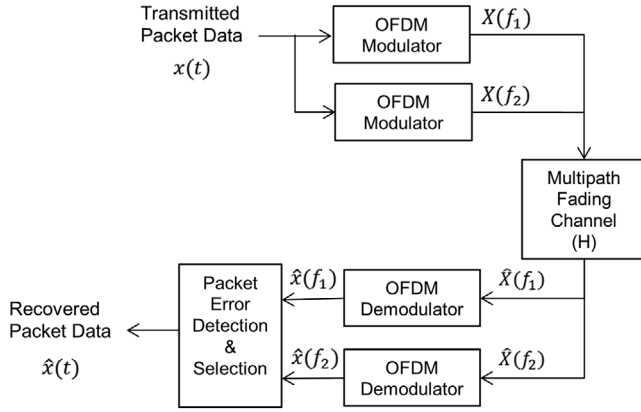 Transmitted
Packet Data
x(t)
OFDM
Modulator
X(f₁)
OFDM
Modulator
X(f₂)
Multipath
Fading
Channel
(H)
Recovered
Packet Data
x̂(t)
Packet
Error
Detection
&
Selection
x̂(f₁)
OFDM
Demodulator
X̂(f₁)
x̂(f₂)
OFDM
Demodulator
X̂(f₂)